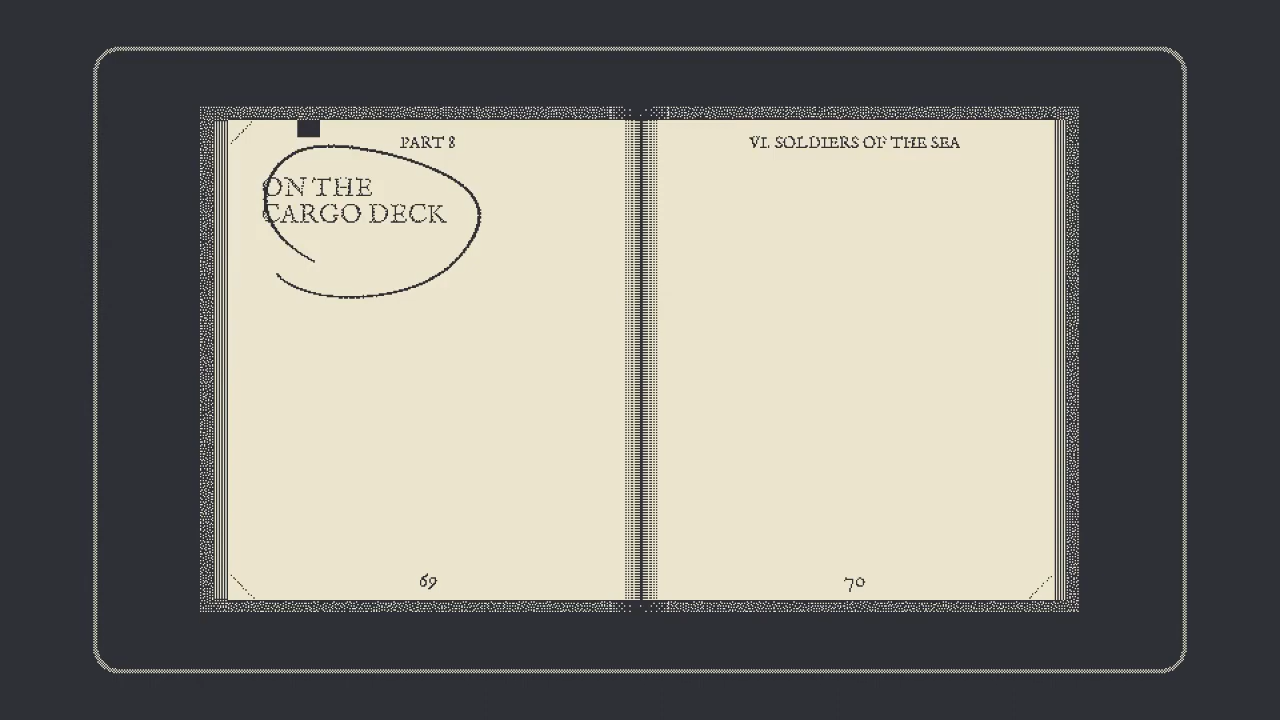 PART 8
ON THE
CARGO DECK
69
VI. SOLDIERS OF THE SEA
70